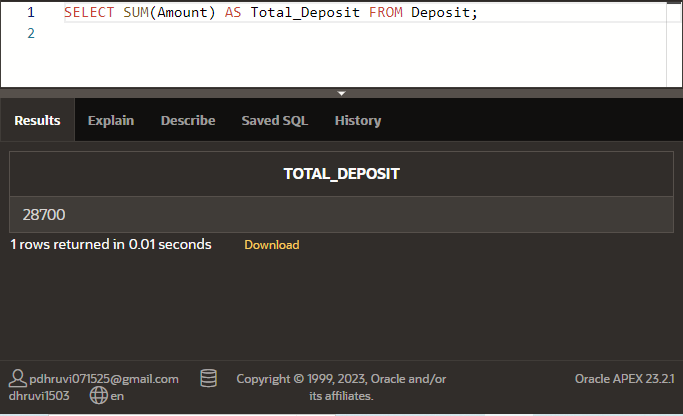 1 SELECT SUM(Amount) AS Total_Deposit FROM Deposit;
2
Results Explain Describe Saved SQL History
TOTAL_DEPOSIT
28700
1 rows returned in 0.01 seconds Download
pdhruvi071525@gmail.com Copyright © 1999, 2023, Oracle and/or Oracle APEX 23.2.1
dhruvi1503 en its affiliates.